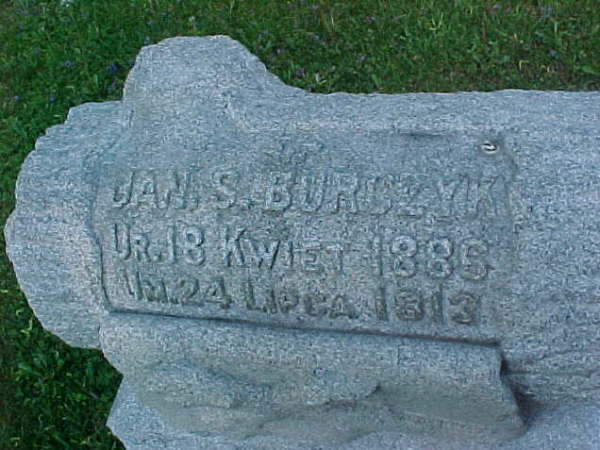 JAN. S. BURCZYK
UR. 18 KWIET 1886
UM. 24 LIPCA 1913